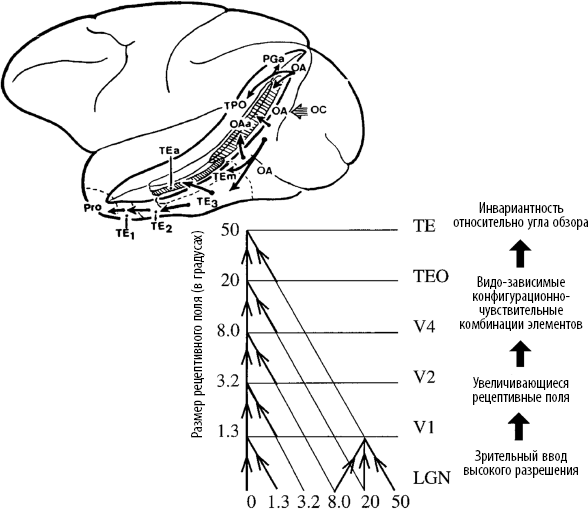 PGa
OA
TPO
OA
OC
OAa
TEa
TEm
OA
Pro
TE3
TE2
TE1
Размер рецептивного поля (в градусах)
50
TE
20
TEO
8.0
V4
3.2
V2
1.3
V1
LGN
0 1.3 3.2 8.0 20 50
Инвариантность
относительно угла обзора
Видо-зависимые
конфигурационно-
чувствительные
комбинации элементов
Увеличивающиеся
рецептивные поля
Зрительный ввод
высокого разрешения